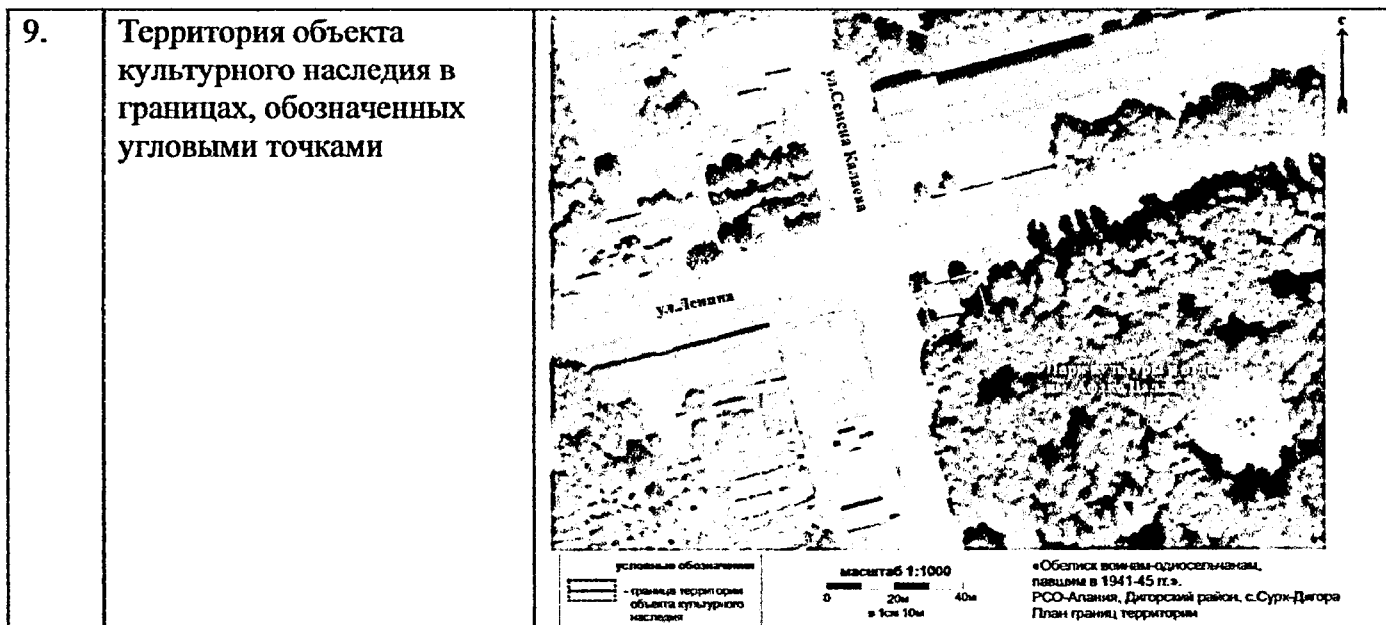 9.
Территория объекта
культурного наследия в
границах, обозначенных
угловыми точками
С
ул.Семена Калаева
ул.Ленина
условные обозначения
- граница территории
объекта культурного
наследия
масштаб 1:1000
0 20м 40м
в 1см 10м
«Обелиск воинам-односельчанам,
павшим в 1941-45 гг.».
РСО-Алания, Дигорский район, с.Сурх-Дигора
План границ территории